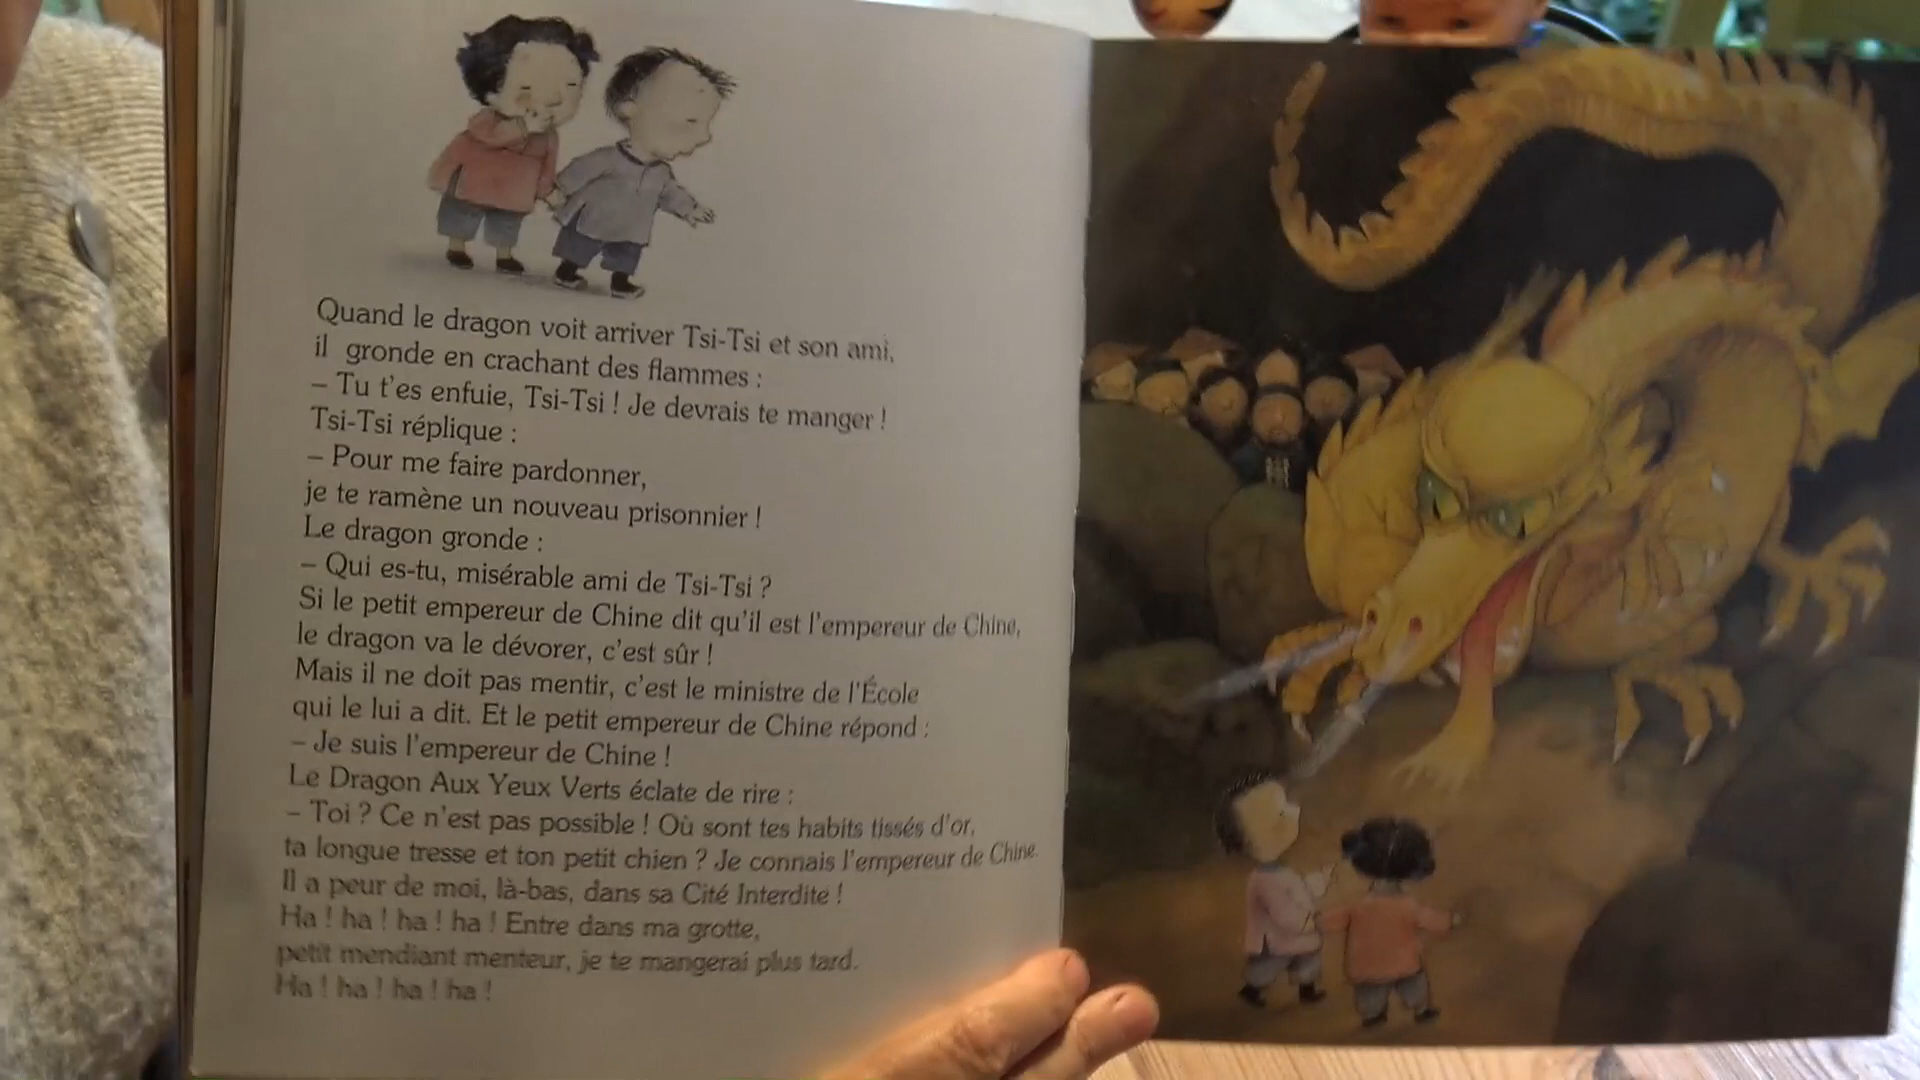 Quand le dragon voit arriver Tsi-Tsi et son ami,
il gronde en crachant des flammes :
– Tu t'es enfuie, Tsi-Tsi ! Je devrais te manger !
Tsi-Tsi réplique :
– Pour me faire pardonner,
je te ramène un nouveau prisonnier !
Le dragon gronde :
– Qui es-tu, misérable ami de Tsi-Tsi ?
Si le petit empereur de Chine dit qu'il est l'empereur de Chine,
le dragon va le dévorer, c'est sûr !
Mais il ne doit pas mentir, c'est le ministre de l'École
qui le lui a dit. Et le petit empereur de Chine répond :
– Je suis l'empereur de Chine !
Le Dragon Aux Yeux Verts éclate de rire :
– Toi ? Ce n'est pas possible ! Où sont tes habits tissés d'or,
ta longue tresse et ton petit chien ? Je connais l'empereur de Chine.
Il a peur de moi, là-bas, dans sa Cité Interdite !
Ha ! ha ! ha ! ha ! Entre dans ma grotte,
petit mendiant menteur, je te mangerai plus tard.
Ha ! ha ! ha ! ha !